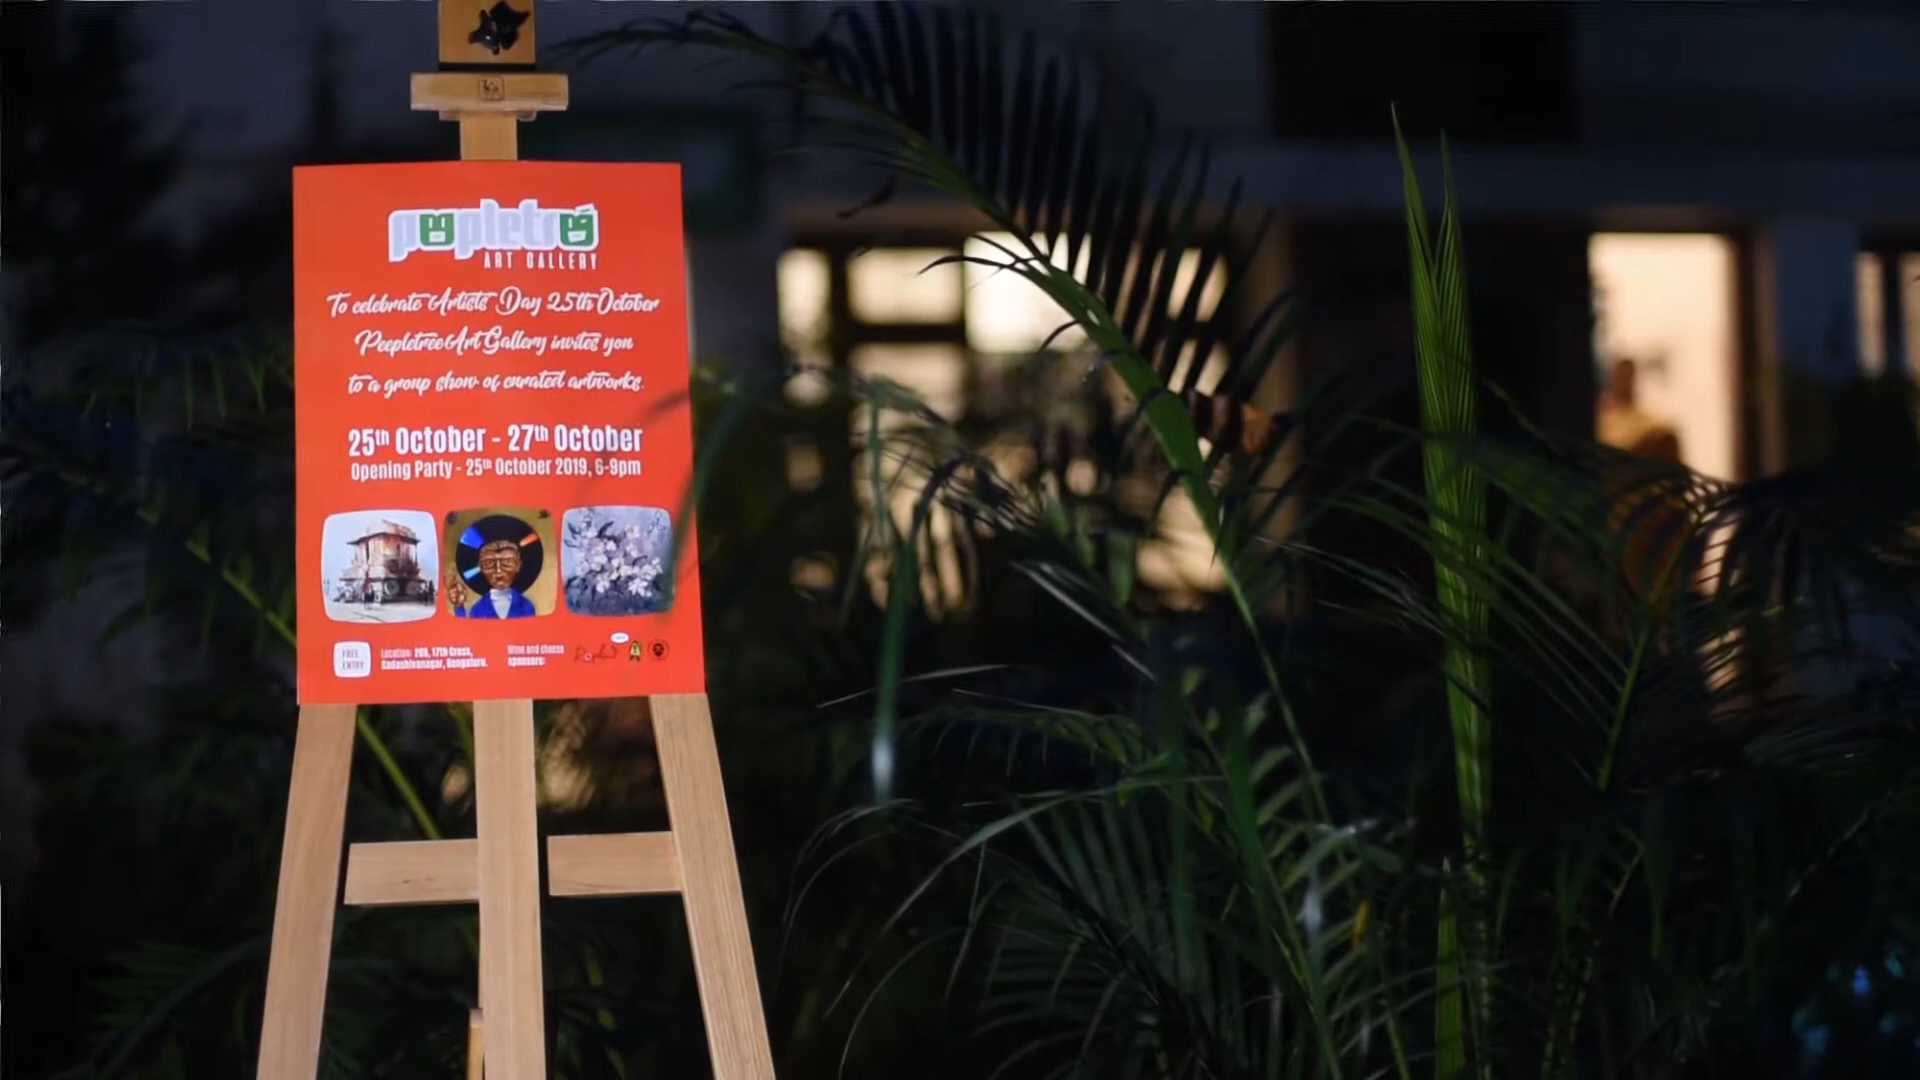 peepletree
ART GALLERY
To celebrate Artists' Day 25th October
Peepletree Art Gallery invites you
to a group show of curated artworks.
25th October - 27th October
Opening Party - 25th October 2019, 6-9pm
FREE
ENTRY
Location: 269, 17th Cross,
Sadashivanagar, Bengaluru.
Wine and cheese
sponsors: